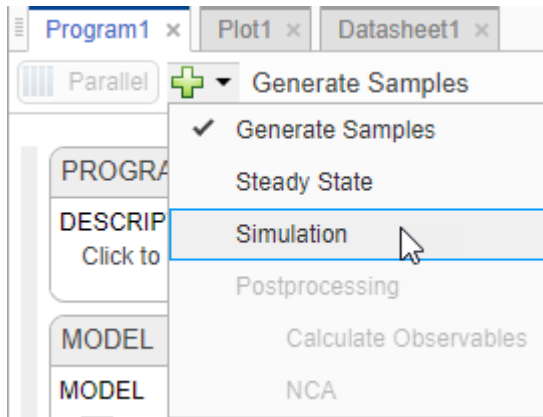 Program1 × Plot1 × Datasheet1 ×
Parallel Generate Samples
✓ Generate Samples
PROGRA
Steady State
DESCRIP
Simulation
Click to
Postprocessing
MODEL
Calculate Observables
MODEL
NCA